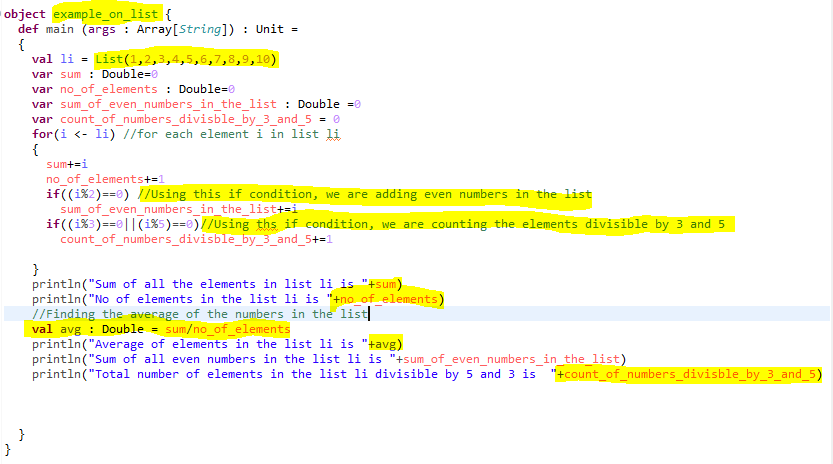 object example_on_list {
def main (args : Array[String]) : Unit =
{
val li = List(1,2,3,4,5,6,7,8,9,10)
var sum : Double=0
var no_of_elements : Double=0
var sum_of_even_numbers_in_the_list : Double =0
var count_of_numbers_divisble_by_3_and_5 = 0
for(i <- li) //for each element i in list li
{
sum+=i
no_of_elements+=1
if((i%2)==0) //Using this if condition, we are adding even numbers in the list
sum_of_even_numbers_in_the_list+=i
if((i%3)==0||(i%5)==0)//Using ths if condition, we are counting the elements divisible by 3 and 5
count_of_numbers_divisble_by_3_and_5+=1
}
println("Sum of all the elements in list li is "+sum)
println("No of elements in the list li is "+no_of_elements)
//Finding the average of the numbers in the list
val avg : Double = sum/no_of_elements
println("Average of elements in the list li is "+avg)
println("Sum of all even numbers in the list li is "+sum_of_even_numbers_in_the_list)
println("Total number of elements in the list li divisible by 5 and 3 is  "+count_of_numbers_divisble_by_3_and_5)
}
}